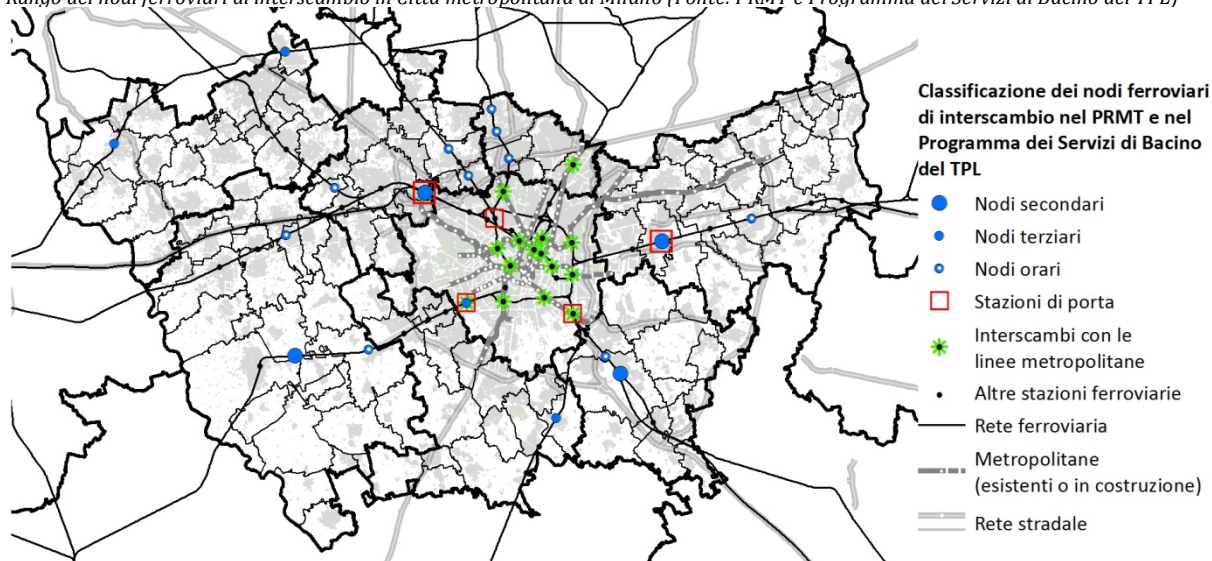 Rango dei nodi ferroviari di interscambio in Città metropolitana di Milano (Fonte: PRMT e Programma dei Servizi di Bacino del TPL)
Classificazione dei nodi ferroviari
di interscambio nel PRMT e nel
Programma dei Servizi di Bacino
del TPL
Nodi secondari
Nodi terziari
Nodi orari
Stazioni di porta
Interscambi con le
linee metropolitane
Altre stazioni ferroviarie
Rete ferroviaria
Metropolitane
(esistenti o in costruzione)
Rete stradale